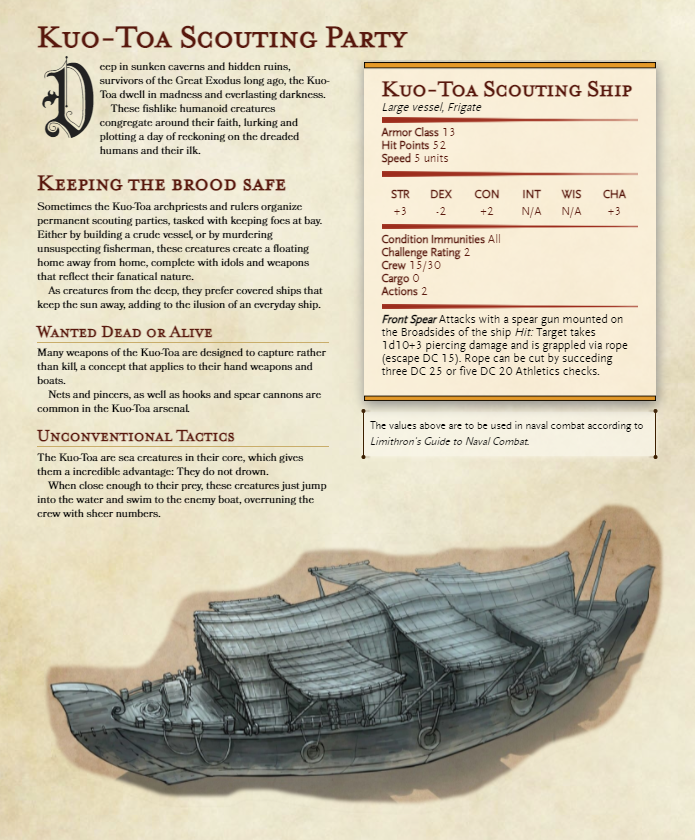 Kuo-Toa Scouting Party
Deep in sunken caverns and hidden ruins,
survivors of the Great Exodus long ago, the Kuo-
Toa dwell in madness and everlasting darkness.
These fishlike humanoid creatures
congregate around their faith, lurking and
plotting a day of reckoning on the dreaded
humans and their ilk.
Keeping the brood safe
Sometimes the Kuo-Toa archpriests and rulers organize
permanent scouting parties, tasked with keeping foes at bay.
Either by building a crude vessel, or by murdering
unsuspecting fisherman, these creatures create a floating
home away from home, complete with idols and weapons
that reflect their fanatical nature.
As creatures from the deep, they prefer covered ships that
keep the sun away, adding to the ilusion of an everyday ship.
Wanted Dead or Alive
Many weapons of the Kuo-Toa are designed to capture rather
than kill, a concept that applies to their hand weapons and
boats.
Nets and pincers, as well as hooks and spear cannons are
common in the Kuo-Toa arsenal.
Unconventional Tactics
The Kuo-Toa are sea creatures in their core, which gives
them a incredible advantage: They do not drown.
When close enough to their prey, these creatures just jump
into the water and swim to the enemy boat, overruning the
crew with sheer numbers.
Kuo-Toa Scouting Ship
Large vessel, Frigate
Armor Class 13
Hit Points 52
Speed 5 units
STR DEX CON INT WIS CHA
+3 -2 +2 N/A N/A +3
Condition Immunities All
Challenge Rating 2
Crew 15/30
Cargo 0
Actions 2
Front Spear Attacks with a spear gun mounted on
the Broadsides of the ship Hit: Target takes
1d10+3 piercing damage and is grappled via rope
(escape DC 15). Rope can be cut by succeding
three DC 25 or five DC 20 Athletics checks.
The values above are to be used in naval combat according to
Limithron's Guide to Naval Combat.